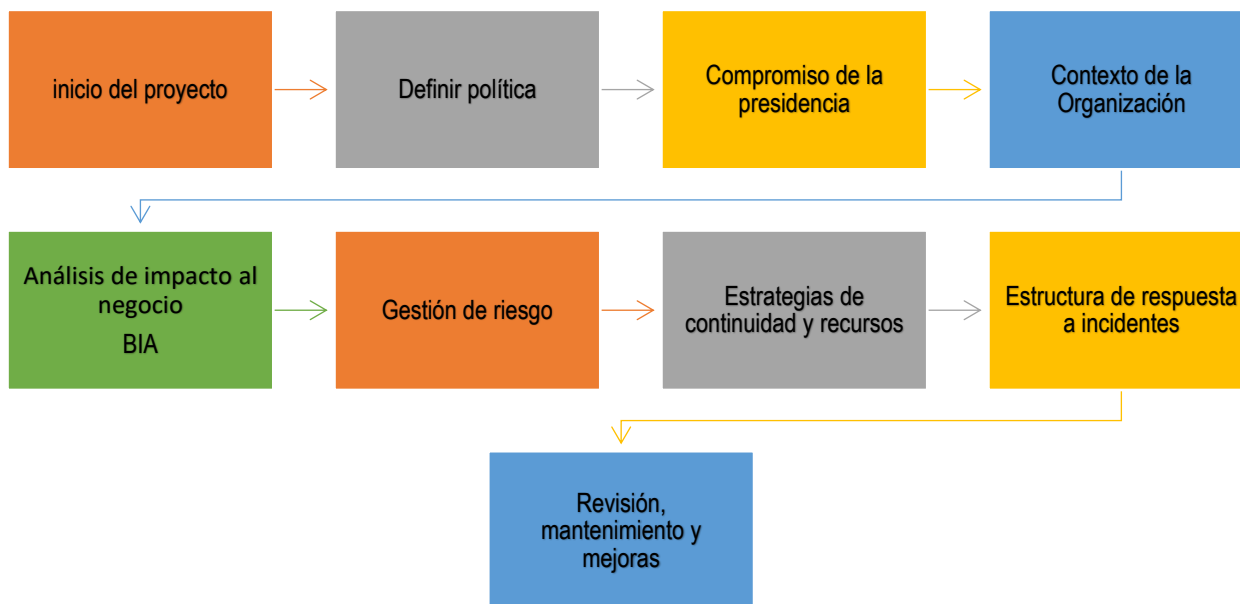 inicio del proyecto
Definir política
Compromiso de la
presidencia
Contexto de la
Organización
Análisis de impacto al
negocio
BIA
Gestión de riesgo
Estrategias de
continuidad y recursos
Estructura de respuesta
a incidentes
Revisión,
mantenimiento y
mejoras